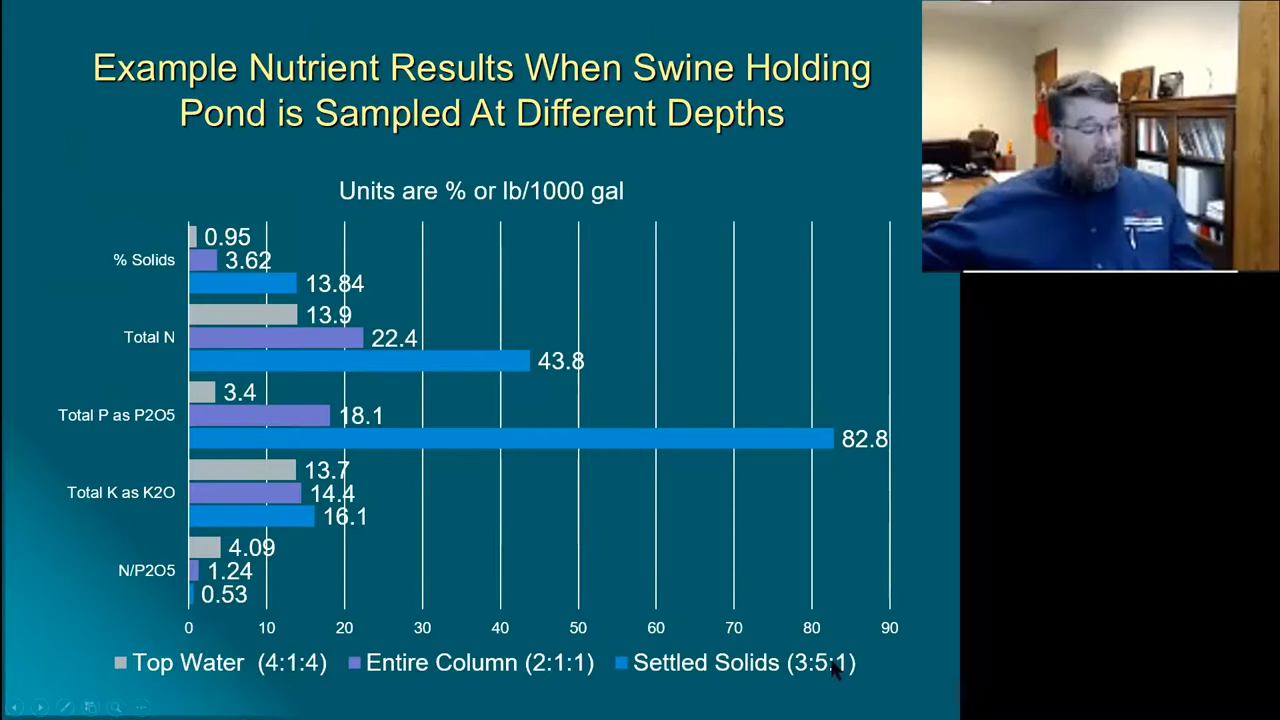 Example Nutrient Results When Swine Holding
Pond is Sampled At Different Depths
Units are % or lb/1000 gal
% Solids
0.95
3.62
13.84
Total N
13.9
22.4
43.8
Total P as P2O5
3.4
18.1
82.8
Total K as K2O
13.7
14.4
16.1
N/P2O5
4.09
1.24
0.53
0 10 20 30 40 50 60 70 80 90
Top Water (4:1:4) Entire Column (2:1:1) Settled Solids (3:5:1)